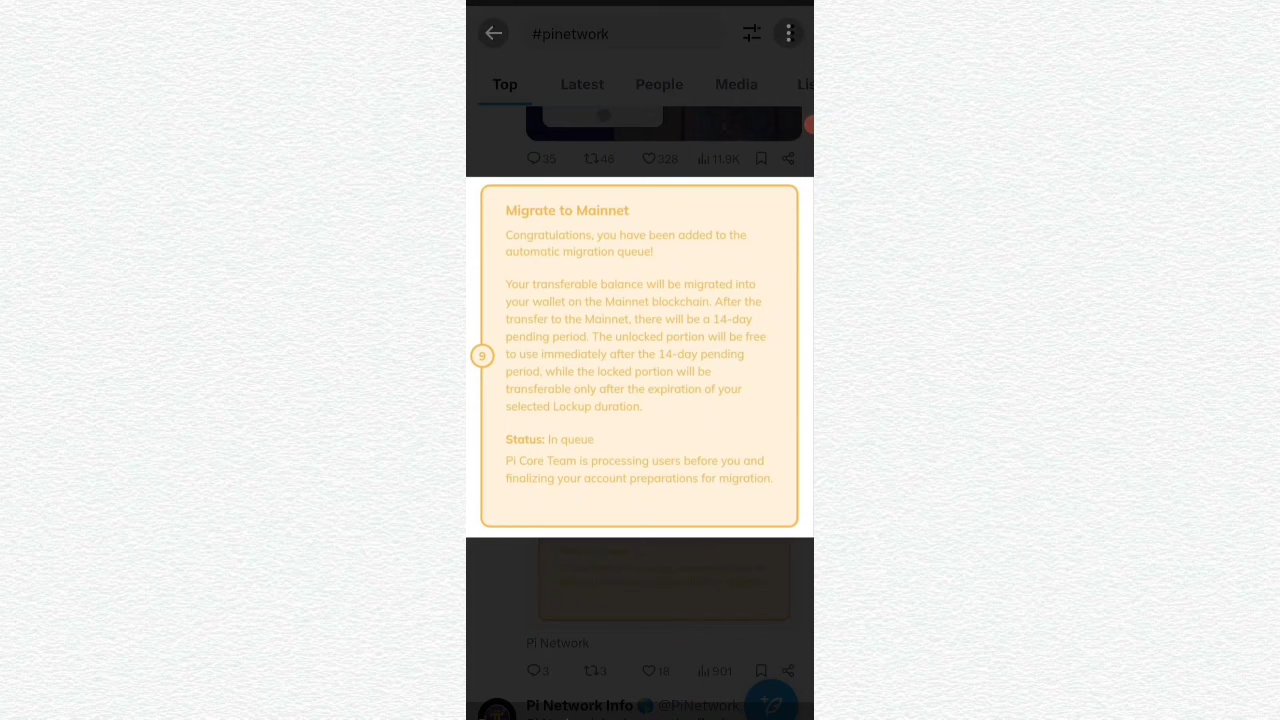 #pinetwork
Top Latest People Media Lis
35 46 328 11.9K
Migrate to Mainnet
Congratulations, you have been added to the
automatic migration queue!
Your transferable balance will be migrated into
your wallet on the Mainnet blockchain. After the
transfer to the Mainnet, there will be a 14-day
pending period. The unlocked portion will be free
to use immediately after the 14-day pending
period, while the locked portion will be
transferable only after the expiration of your
selected Lockup duration.
9
Status: In queue
Pi Core Team is processing users before you and
finalizing your account preparations for migration.
Pi Network
3 3 18 901
Pi Network Info @PiNetwork